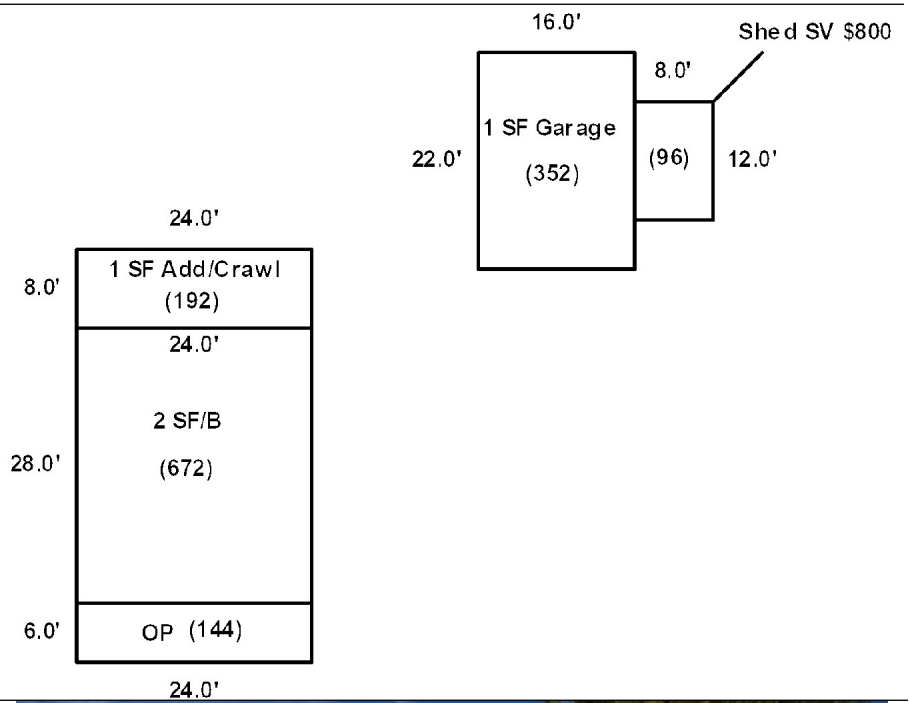 16.0'
Shed SV $800
8.0'
1 SF Garage
22.0'
(352)
(96)
12.0'
24.0'
1 SF Add/Crawl
8.0'
(192)
24.0'
2 SF/B
28.0'
(672)
6.0'
OP (144)
24.0'